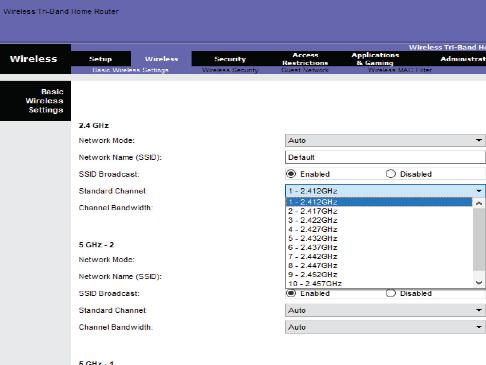 Wireless Tri-Band Home Router
Wireless Tri-Band H
Wireless
Setup
Wireless
Security
Access Restrictions
Applications & Gaming
Administrat
Basic Wireless Settings
Wireless Security
Guest Network
Wireless MAC Filter
Basic
Wireless
Settings
2.4 GHz
Network Mode:
Auto
Network Name (SSID):
Default
SSID Broadcast:
Enabled
Disabled
Standard Channel:
1 - 2.412GHz
Channel Bandwidth:
1 - 2.412GHz
2 - 2.417GHz
3 - 2.422GHz
4 - 2.427GHz
5 - 2.432GHz
6 - 2.437GHz
7 - 2.442GHz
8 - 2.447GHz
9 - 2.452GHz
10 - 2.457GHz
5 GHz - 2
Network Mode:
Network Name (SSID):
SSID Broadcast:
Enabled
Disabled
Standard Channel:
Auto
Channel Bandwidth:
Auto
5 GHz - 1